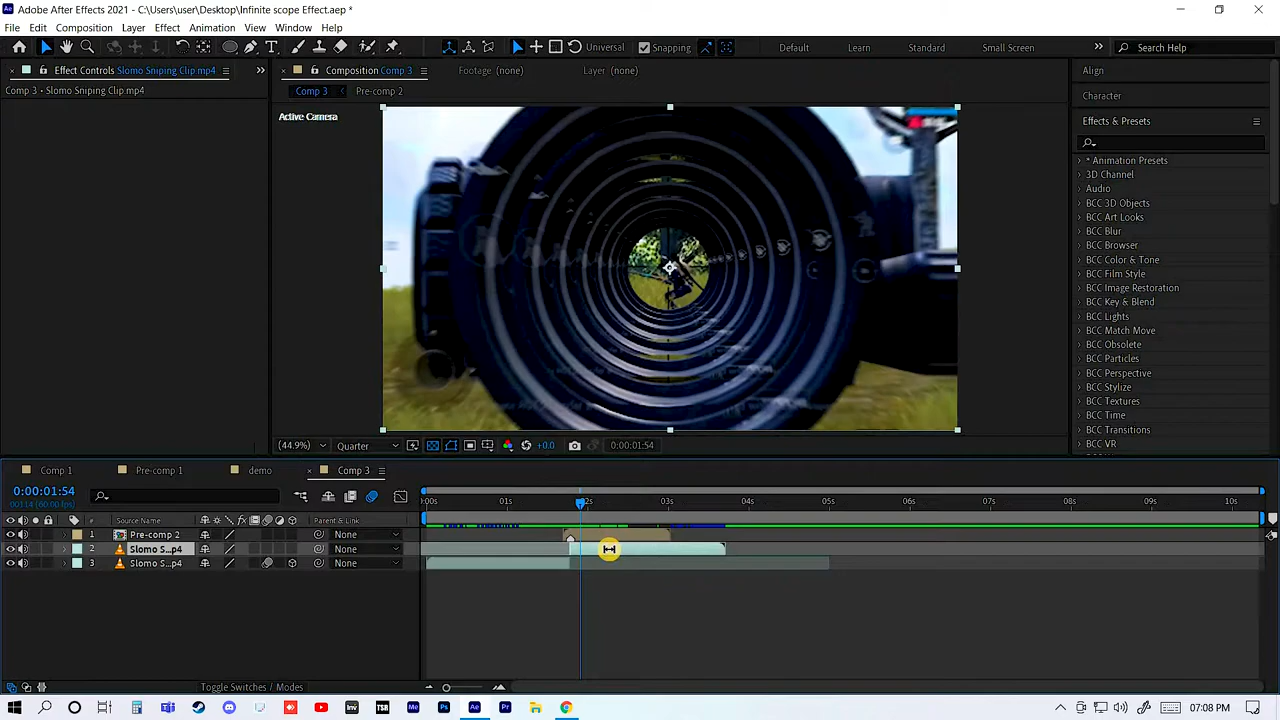 Adobe After Effects 2021 - C:\Users\user\Desktop\Infinite scope Effect.aep *
File Edit Composition Layer Effect Animation View Window Help
Universal Snapping Default Learn Standard Small Screen Search Help
Effect Controls Slomo Sniping Clip.mp4 Composition Comp 3 Footage (none) Layer (none) Align
Comp 3 • Slomo Sniping Clip.mp4 Comp 3 Pre-comp 2
Character
Active Camera
Effects & Presets
* Animation Presets
3D Channel
Audio
BCC 3D Objects
BCC Art Looks
BCC Blur
BCC Browser
BCC Color & Tone
BCC Film Style
BCC Image Restoration
BCC Key & Blend
BCC Lights
BCC Match Move
BCC Obsolete
BCC Particles
BCC Perspective
BCC Stylize
BCC Textures
BCC Time
BCC Transitions
BCC VR
(44.9%) Quarter +0.0 0:00:01:54
Comp 1 Pre-comp 1 demo Comp 3
0:00:01:54
00114 (60.00 fps)
:00s 01s 02s 03s 04s 05s 06s 07s 08s 09s 10s
# Source Name Parent & Link
1 Pre-comp 2 None
2 Slomo S...p4 None
3 Slomo S...p4 None
Toggle Switches / Modes
Inv TSR Me Ps Ae Pr 07:08 PM